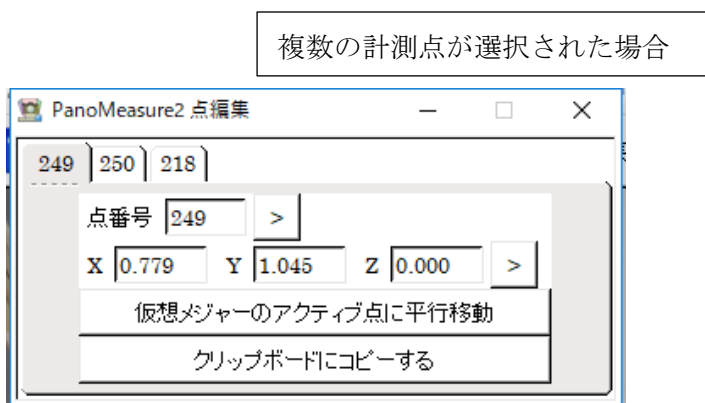 複数の計測点が選択された場合
PanoMeasure2 点編集
249 250 218
点番号 249 >
X 0.779 Y 1.045 Z 0.000 >
仮想メジャーのアクティブ点に平行移動
クリップボードにコピーする